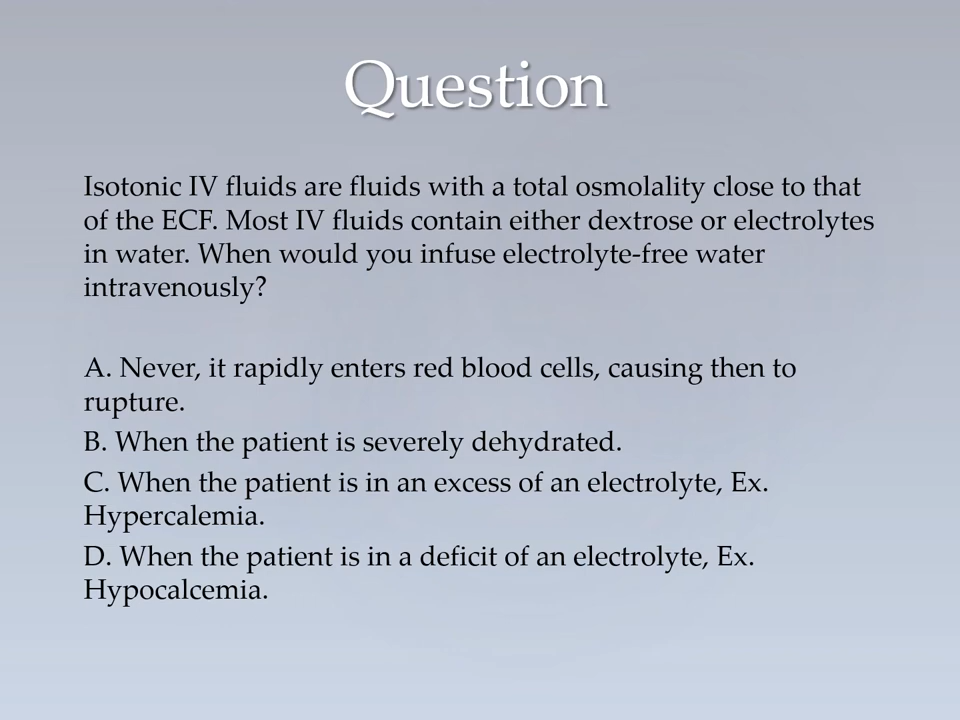 Question
Isotonic IV fluids are fluids with a total osmolality close to that
of the ECF. Most IV fluids contain either dextrose or electrolytes
in water. When would you infuse electrolyte-free water
intravenously?
A. Never, it rapidly enters red blood cells, causing then to
rupture.
B. When the patient is severely dehydrated.
C. When the patient is in an excess of an electrolyte, Ex.
Hypercalemia.
D. When the patient is in a deficit of an electrolyte, Ex.
Hypocalcemia.